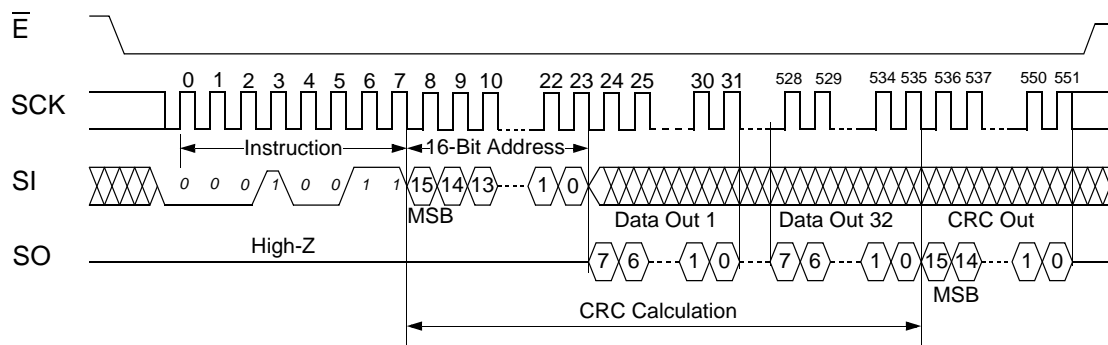 E
SCK 0 1 2 3 4 5 6 7 8 9 10 22 23 24 25 30 31 528 529 534 535 536 537 550 551
Instruction 16-Bit Address
SI 0 0 0 1 0 0 1 1 15 14 13 1 0
MSB Data Out 1 Data Out 32 CRC Out
High-Z
SO 7 6 1 0 7 6 1 0 15 14 1 0
MSB
CRC Calculation